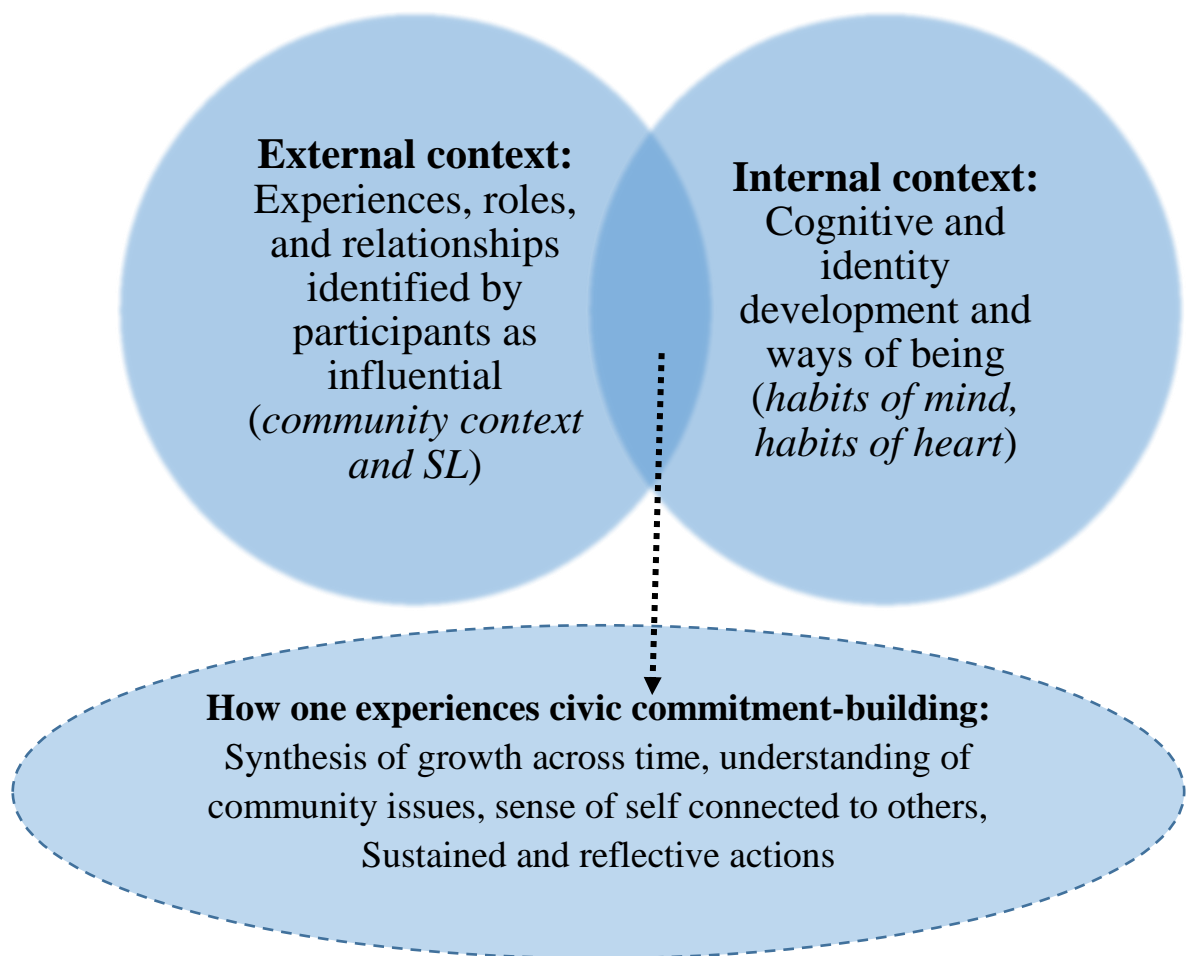 External context:
Experiences, roles,
and relationships
identified by
participants as
influential
(community context
and SL)
Internal context:
Cognitive and
identity
development and
ways of being
(habits of mind,
habits of heart)
How one experiences civic commitment-building:
Synthesis of growth across time, understanding of
community issues, sense of self connected to others,
Sustained and reflective actions